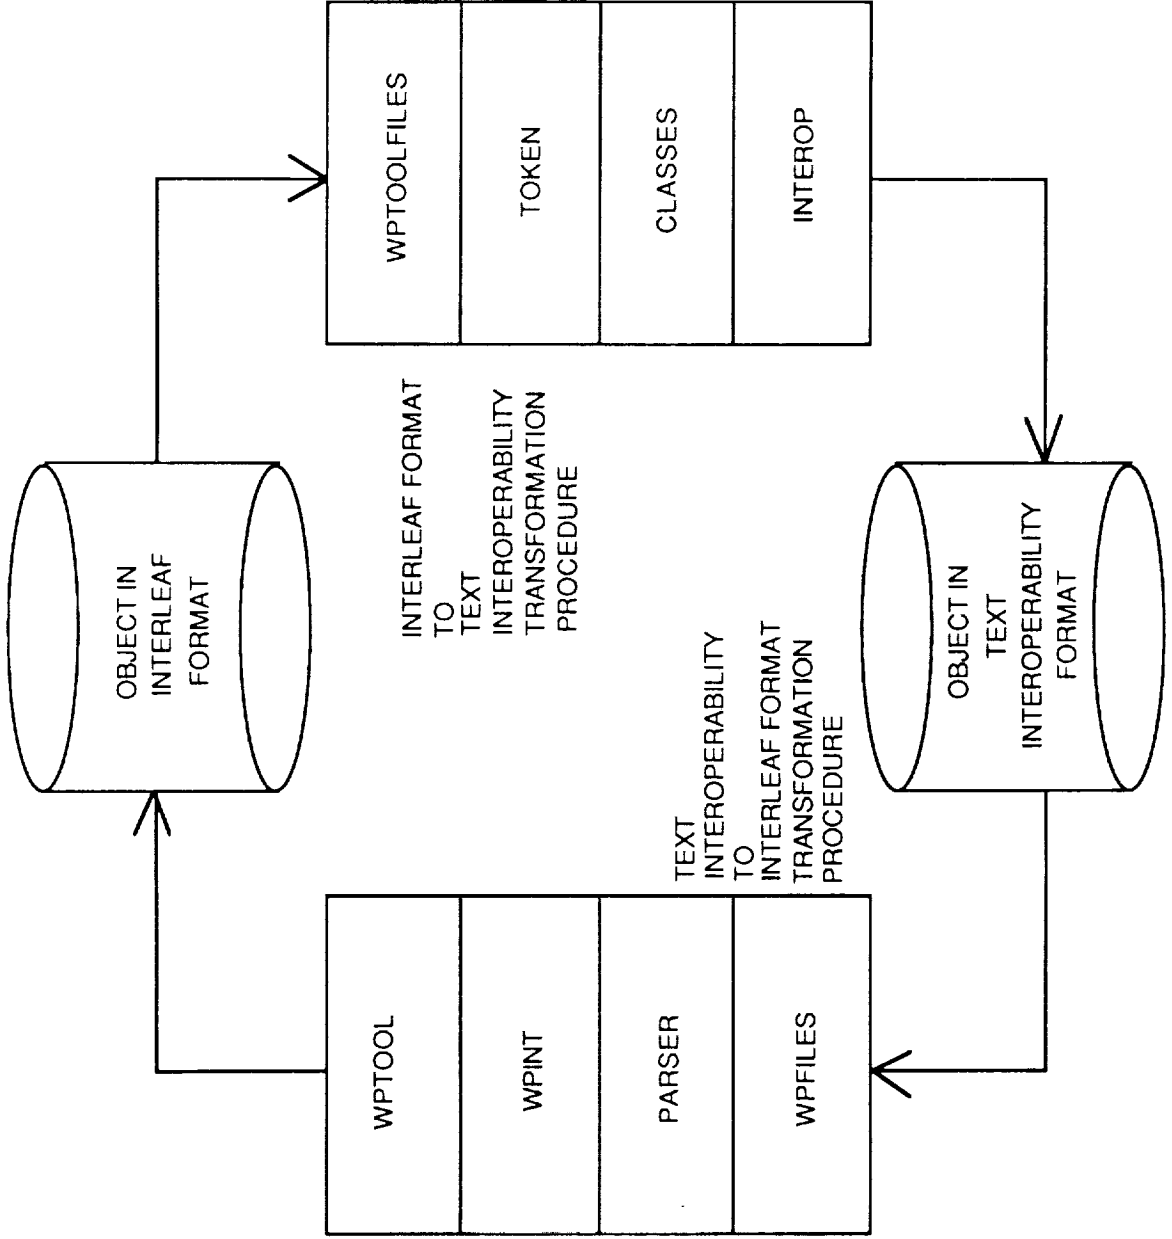 OBJECT IN
INTERLEAF
FORMAT
WPTOOLFILES
TOKEN
CLASSES
INTEROP
INTERLEAF FORMAT
TO
TEXT
INTEROPERABILITY
TRANSFORMATION
PROCEDURE
TEXT
INTEROPERABILITY
TO
INTERLEAF FORMAT
TRANSFORMATION
PROCEDURE
WPTOOL
WPINT
PARSER
WPFILES
OBJECT IN
TEXT
INTEROPERABILITY
FORMAT